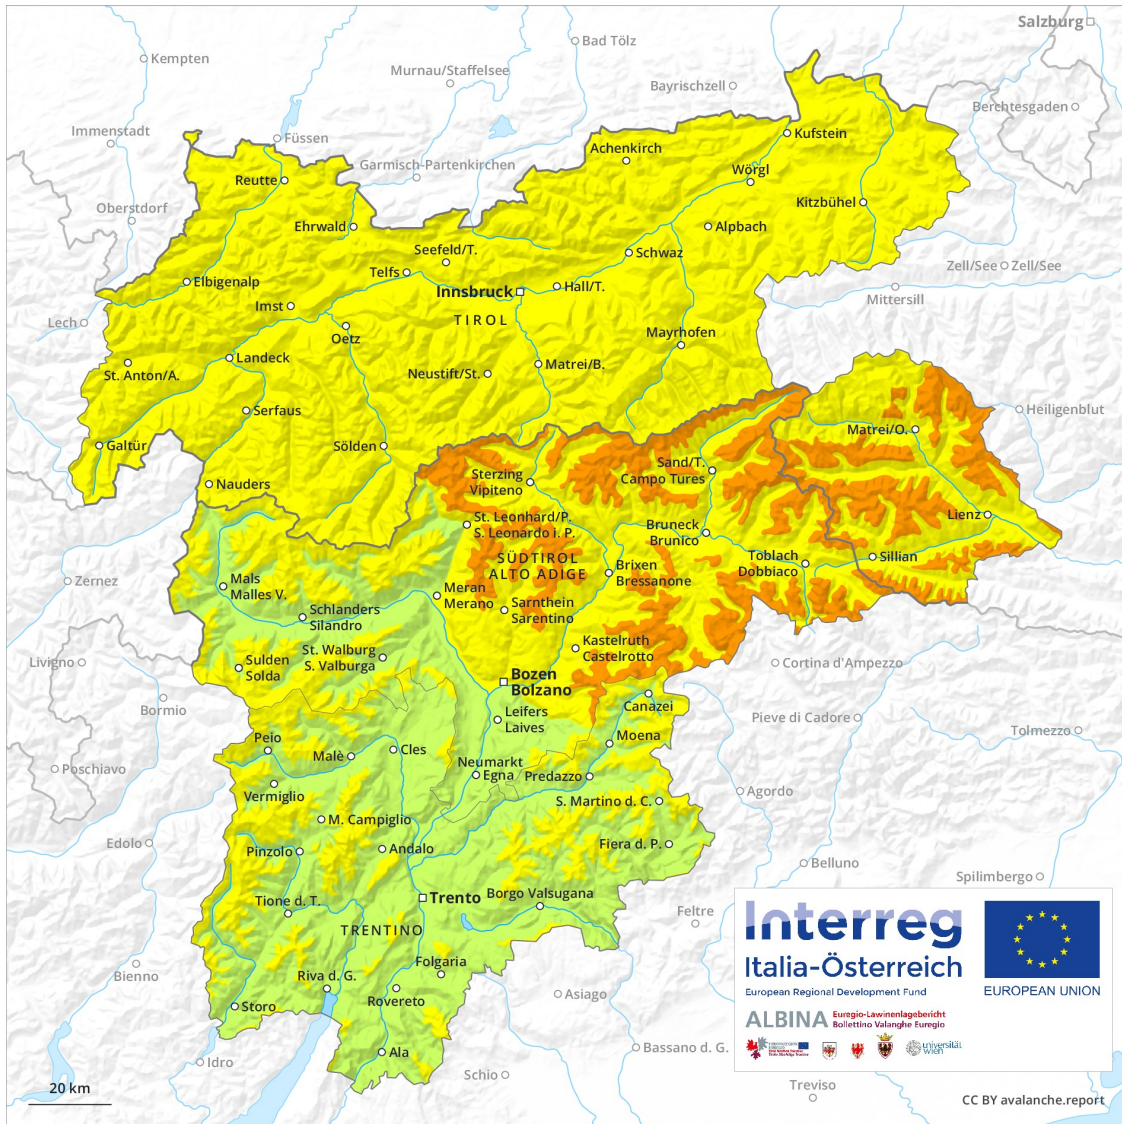 Salzburg
Bad Tölz
Kempten
Murnau/Staffelsee
Bayrischzell
Berchtesgaden
Immenstadt
Füssen
Kufstein
Achenkirch
Garmisch-Partenkirchen
Wörgl
Reutte
Oberstdorf
Kitzbühel
Ehrwald
Alpbach
Seefeld/T.
Schwaz
Telfs
Zell/See
Zell/See
Elbigenalp
Hall/T.
Innsbruck
Mittersill
Imst
TIROL
Lech
Oetz
Mayrhofen
Landeck
St. Anton/A.
Matrei/B.
Neustift/St.
Serfaus
Heiligenblut
Matrei/O.
Galtür
Sölden
Sterzing
Vipiteno
Sand/T.
Campo Tures
Nauders
Lienz
St. Leonhard/P.
S. Leonardo i. P.
Bruneck
Brunico
SÜDTIROL
ALTO ADIGE
Toblach
Dobbiaco
Sillian
Brixen
Bressanone
Zernez
Mals
Malles V.
Meran
Merano
Schlanders
Silandro
Sarnthein
Sarentino
Kastelruth
Castelrotto
St. Walburg
S. Valburga
Livigno
Sulden
Solda
Cortina d'Ampezzo
Bozen
Bolzano
Canazei
Bormio
Leifers
Laives
Pieve di Cadore
Tolmezzo
Moena
Peio
Malè
Cles
Neumarkt
Egna
Predazzo
Poschiavo
Vermiglio
Agordo
S. Martino d. C.
M. Campiglio
Edolo
Pinzolo
Andalo
Fiera d. P.
Belluno
Spilimbergo
Trento
Borgo Valsugana
Tione d. T.
Feltre
TRENTINO
Interreg
Italia-Österreich
European Regional Development Fund
EUROPEAN UNION
Folgaria
Bienno
Riva d. G.
Rovereto
Asiago
Storo
ALBINA
Euregio-Lawinenlagebericht
Bollettino Valanghe Euregio
universität
wien
Ala
Bassano d. G.
Idro
Schio
Treviso
20 km
CC BY avalanche.report